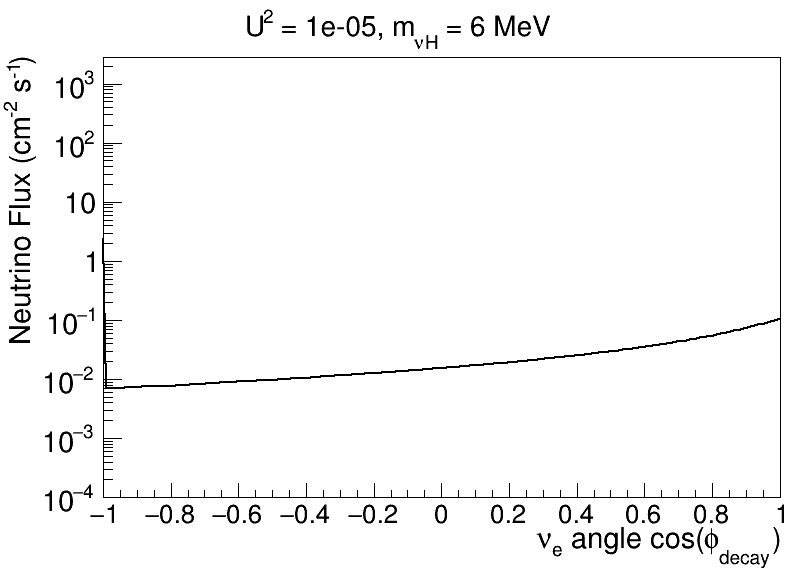 U² = 1e-05, m_νH = 6 MeV
Neutrino Flux (cm⁻² s⁻¹)
10³
10²
10
1
10⁻¹
10⁻²
10⁻³
10⁻⁴
−1 −0.8 −0.6 −0.4 −0.2 0 0.2 0.4 0.6 0.8 1
ν_e angle cos(ϕ_decay)